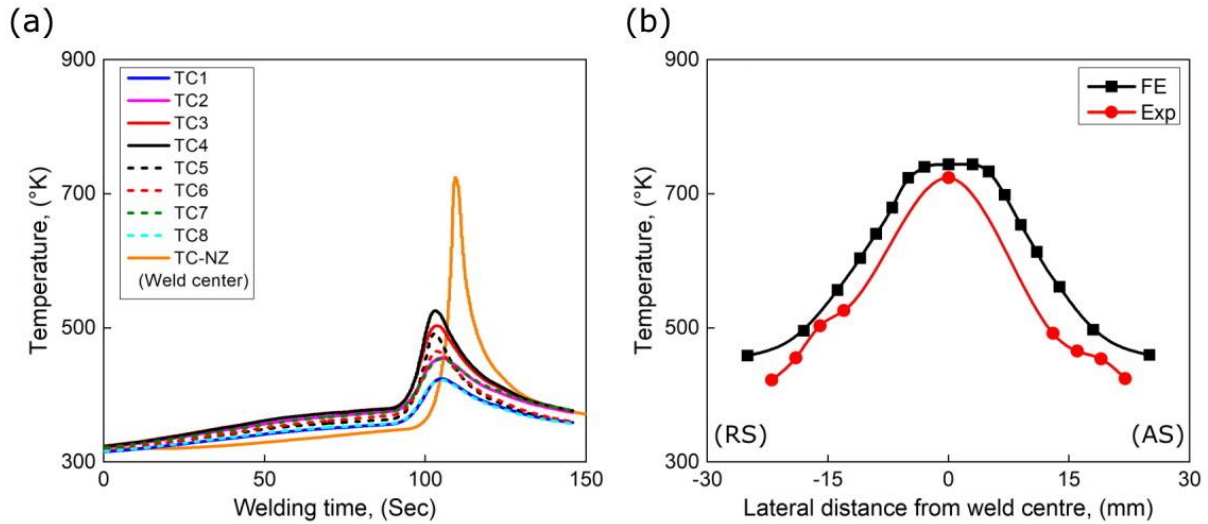 (a)
900
700
500
300
Temperature, (°K)
TC1
TC2
TC3
TC4
TC5
TC6
TC7
TC8
TC-NZ
(Weld center)
0
50
100
150
Welding time, (Sec)
(b)
900
700
500
300
Temperature, (°K)
FE
Exp
(RS)
(AS)
-30
-15
0
15
30
Lateral distance from weld centre, (mm)